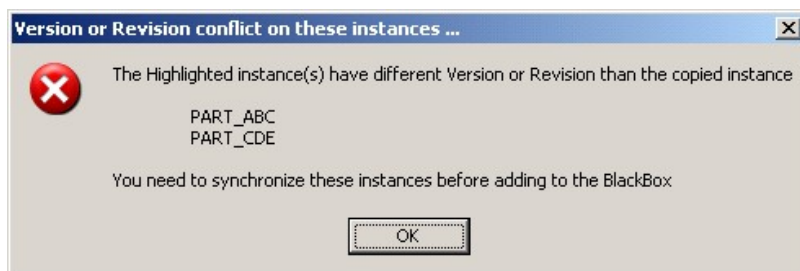 Version or Revision conflict on these instances ...
The Highlighted instance(s) have different Version or Revision than the copied instance
PART_ABC
PART_CDE
You need to synchronize these instances before adding to the BlackBox
OK